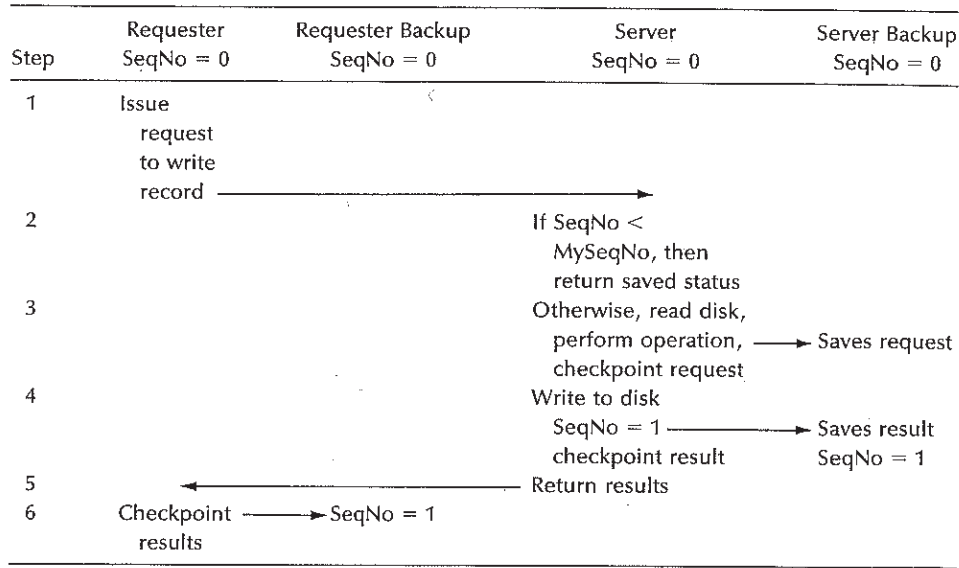 Requester Requester Backup Server Server Backup
Step SeqNo = 0 SeqNo = 0 SeqNo = 0 SeqNo = 0
1 Issue
request
to write
record
2 If SeqNo <
MySeqNo, then
return saved status
3 Otherwise, read disk,
perform operation, Saves request
checkpoint request
4 Write to disk
SeqNo = 1 Saves result
checkpoint result SeqNo = 1
5 Return results
6 Checkpoint SeqNo = 1
results